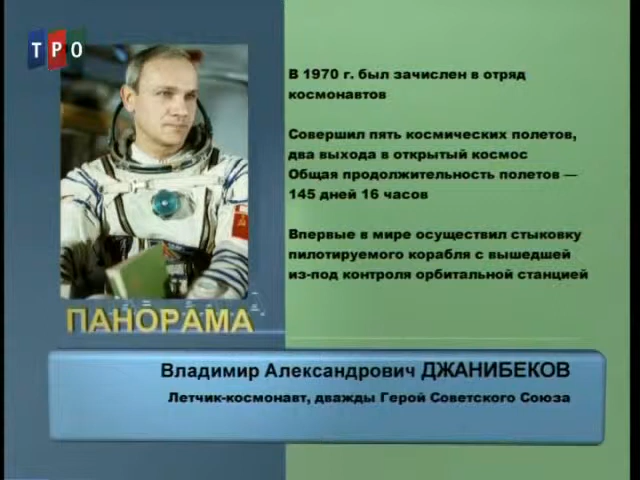 ТРО
В 1970 г. был зачислен в отряд
космонавтов
Совершил пять космических полетов,
два выхода в открытый космос
Общая продолжительность полетов —
145 дней 16 часов
Впервые в мире осуществил стыковку
пилотируемого корабля с вышедшей
из-под контроля орбитальной станцией
ПАНОРАМА
Владимир Александрович ДЖАНИБЕКОВ
Летчик-космонавт, дважды Герой Советского Союза